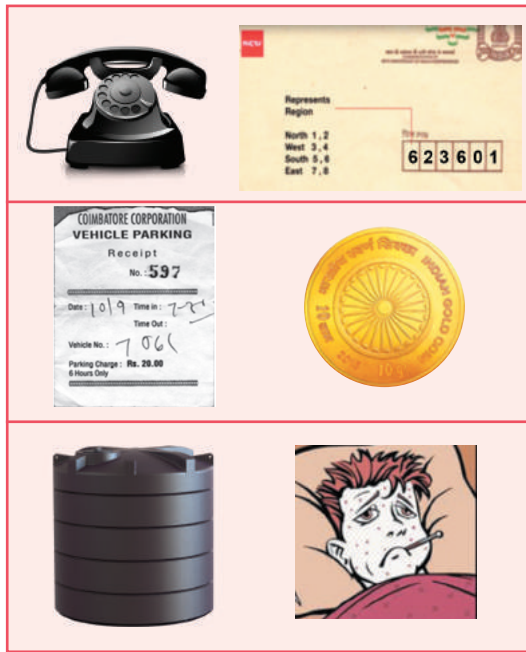 Represents
Region
North 1, 2
West 3, 4
South 5, 6
East 7, 8
623601
COIMBATORE CORPORATION
VEHICLE PARKING
Receipt
No. : 597
Date : 10/9 Time in :
Time Out :
Vehicle No. :
Parking Charge : Rs. 20.00
6 Hours Only
INDIAN GOLD COIN
10 g